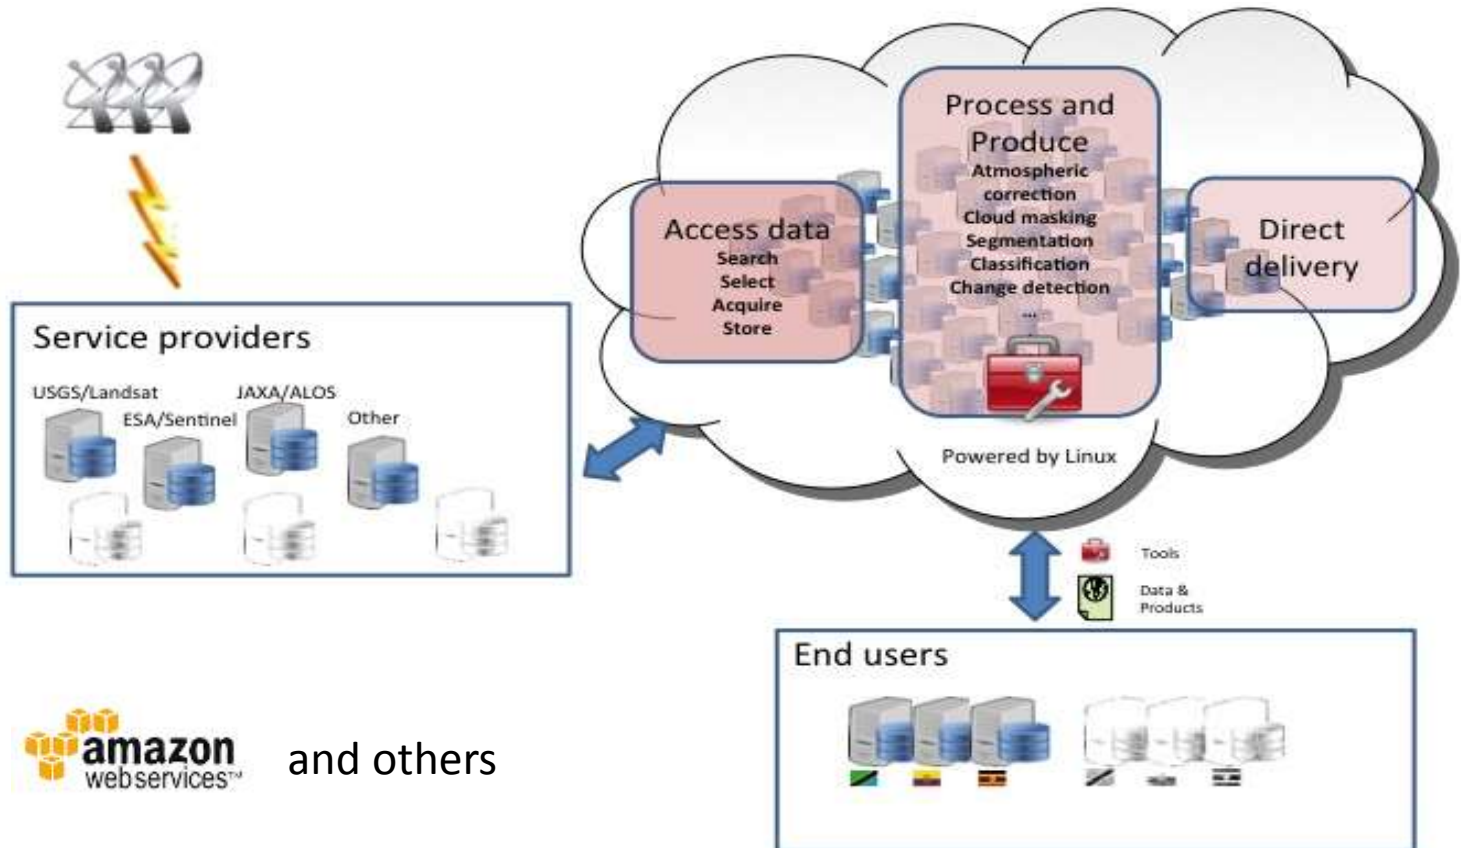 Process and
Produce
Atmospheric
correction
Cloud masking
Segmentation
Classification
Change detection
...
Access data
Search
Select
Acquire
Store
Direct
delivery
Powered by Linux
Service providers
USGS/Landsat
ESA/Sentinel
JAXA/ALOS
Other
Tools
Data &
Products
End users
amazon
webservices™
and others